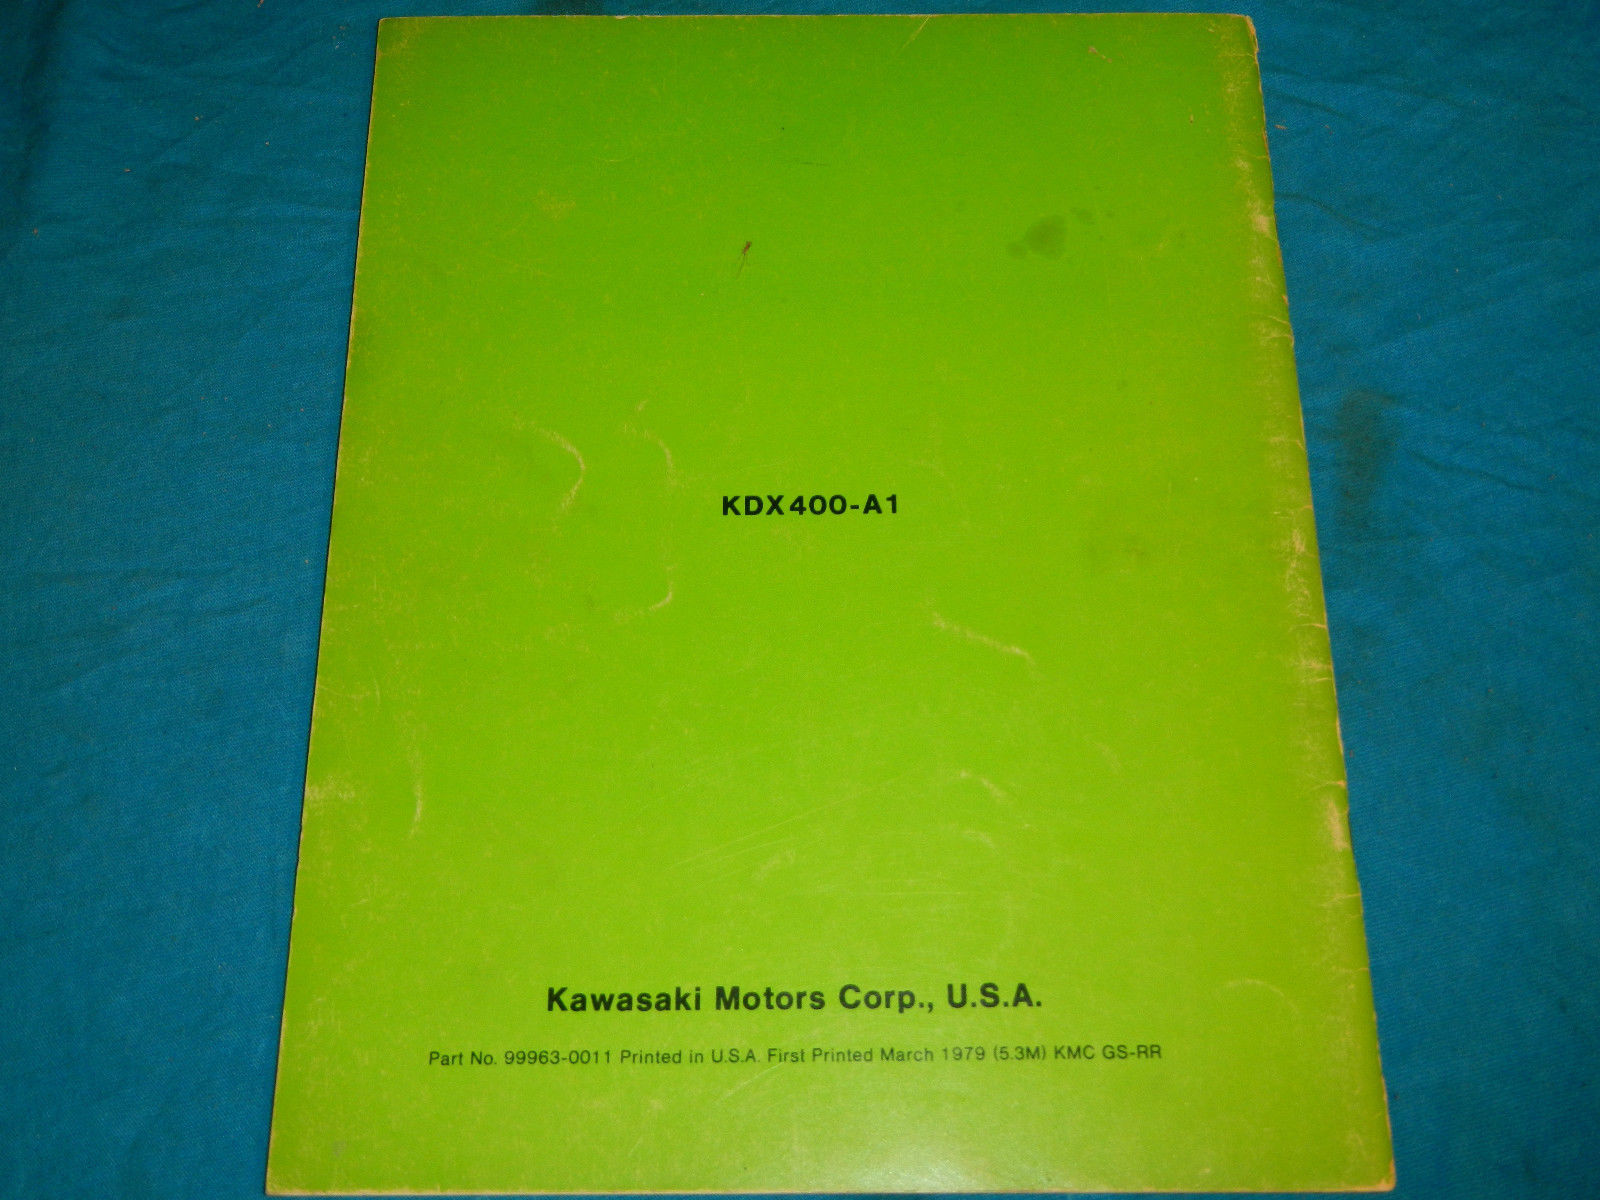 KDX400-A1
Kawasaki Motors Corp., U.S.A.
Part No. 99963-0011 Printed in U.S.A. First Printed March 1979 (5.3M) KMC GS-RR